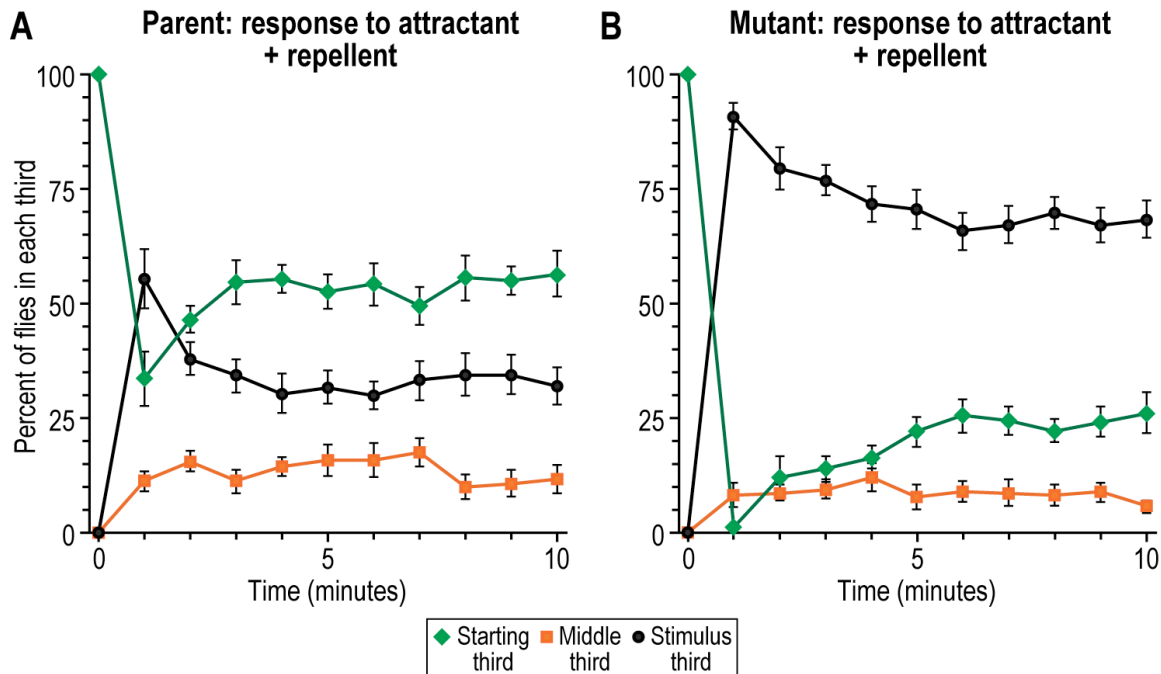 A
Parent: response to attractant
+ repellent
Percent of flies in each third
100
75
50
25
0
0
5
10
Time (minutes)
B
Mutant: response to attractant
+ repellent
100
75
50
25
0
0
5
10
Time (minutes)
Starting
third
Middle
third
Stimulus
third